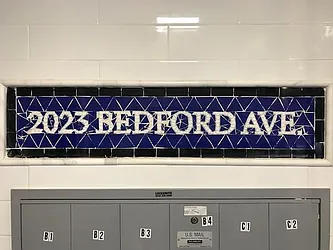 2023 BEDFORD AVE.
B1 B2 B3 B4 C1 C2
U.S. MAIL